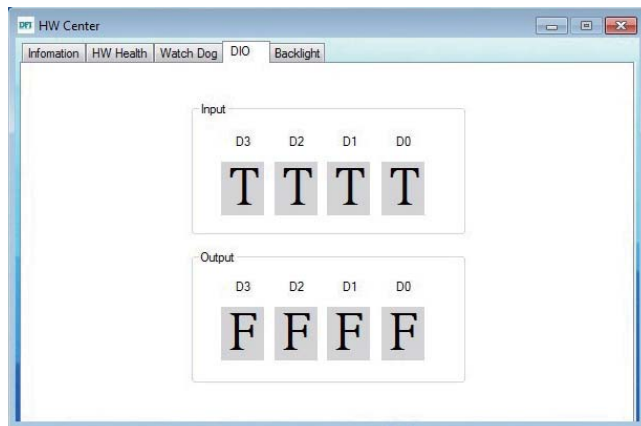 DFI HW Center
Infomation HW Health Watch Dog DIO Backlight
Input
D3 D2 D1 D0
T T T T
Output
D3 D2 D1 D0
F F F F